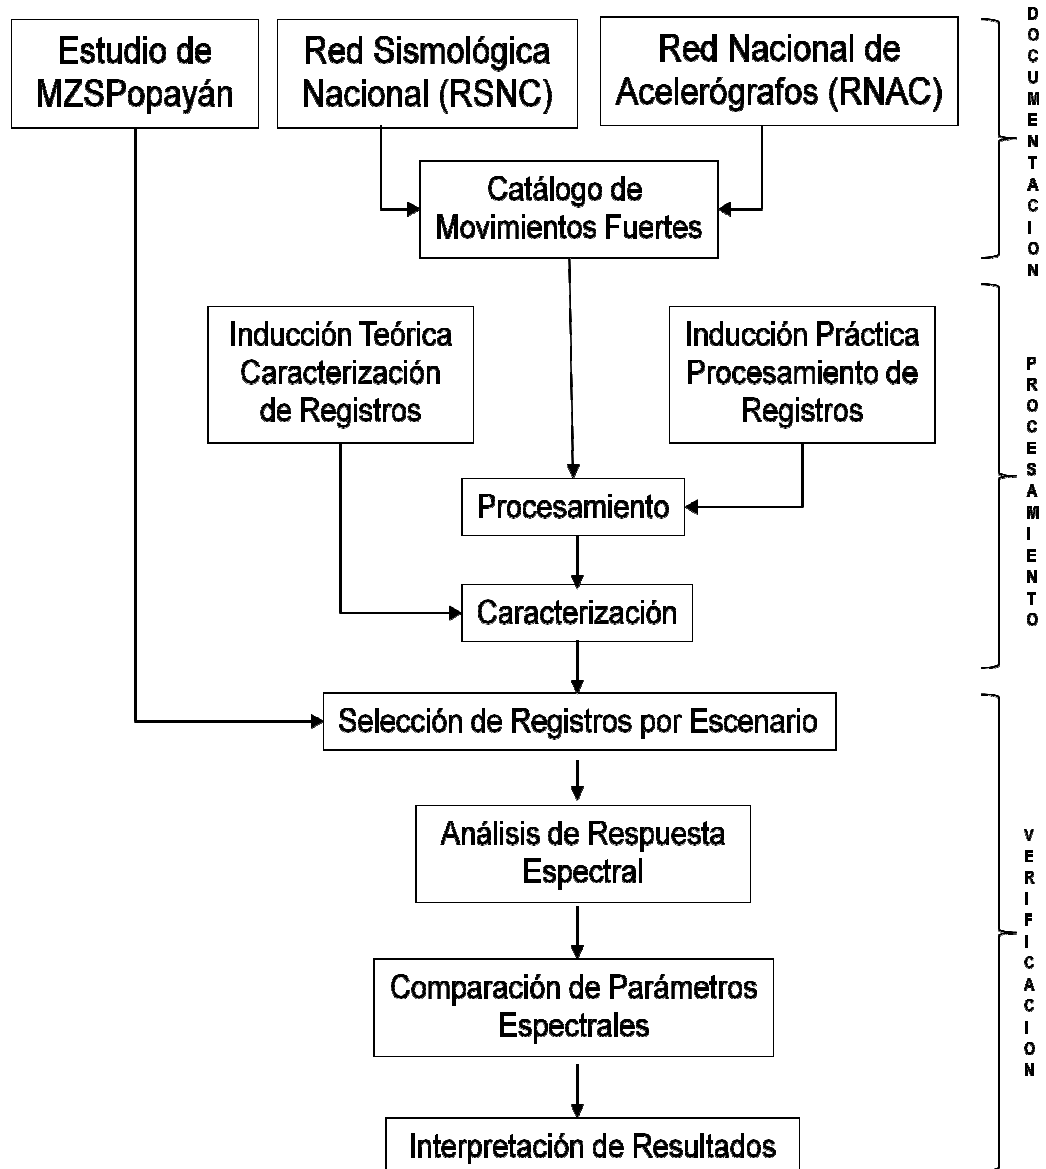 Estudio de
MZSPopayán
Red Sismológica
Nacional (RSNC)
Red Nacional de
Acelerógrafos (RNAC)
Catálogo de
Movimientos Fuertes
DOCUMENTACION
Inducción Teórica
Caracterización
de Registros
Inducción Práctica
Procesamiento de
Registros
Procesamiento
Caracterización
PROCESAMIENTO
Selección de Registros por Escenario
Análisis de Respuesta
Espectral
Comparación de Parámetros
Espectrales
Interpretación de Resultados
VERIFICACION